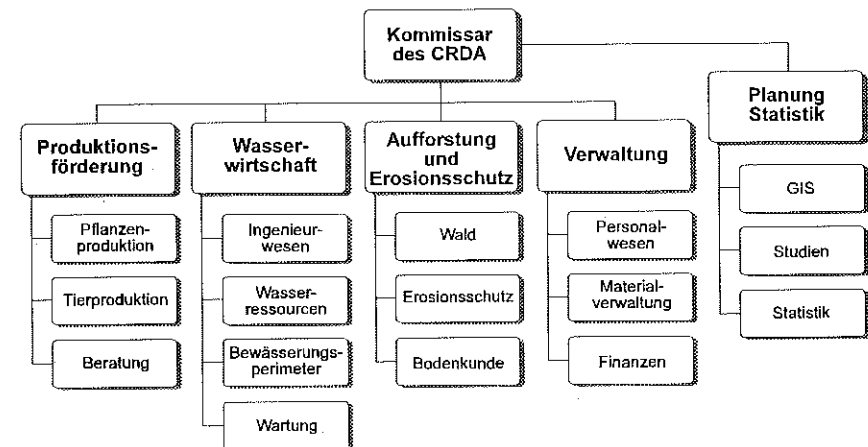 Kommissar
des CRDA
Planung
Statistik
Produktions-
förderung
Wasser-
wirtschaft
Aufforstung
und
Erosionsschutz
Verwaltung
GIS
Studien
Statistik
Pflanzen-
produktion
Tierproduktion
Beratung
Ingenieur-
wesen
Wasser-
ressourcen
Bewässerungs-
perimeter
Wartung
Wald
Erosionsschutz
Bodenkunde
Personal-
wesen
Material-
verwaltung
Finanzen